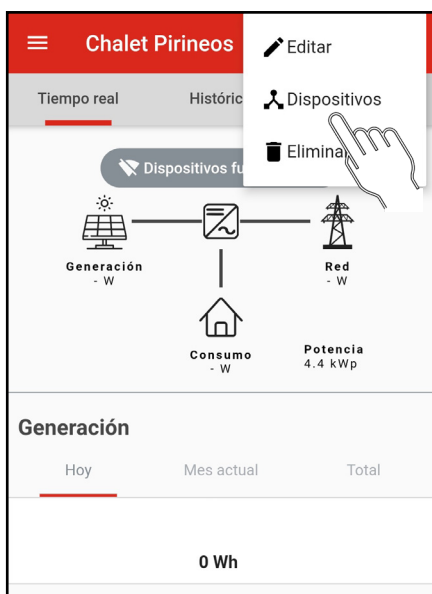 Chalet Pirineos
Editar
Dispositivos
Tiempo real
Históric
Elimina
Dispositivos fu
Generación
- W
Red
- W
Consumo
- W
Potencia
4.4 kWp
Generación
Hoy
Mes actual
Total
0 Wh